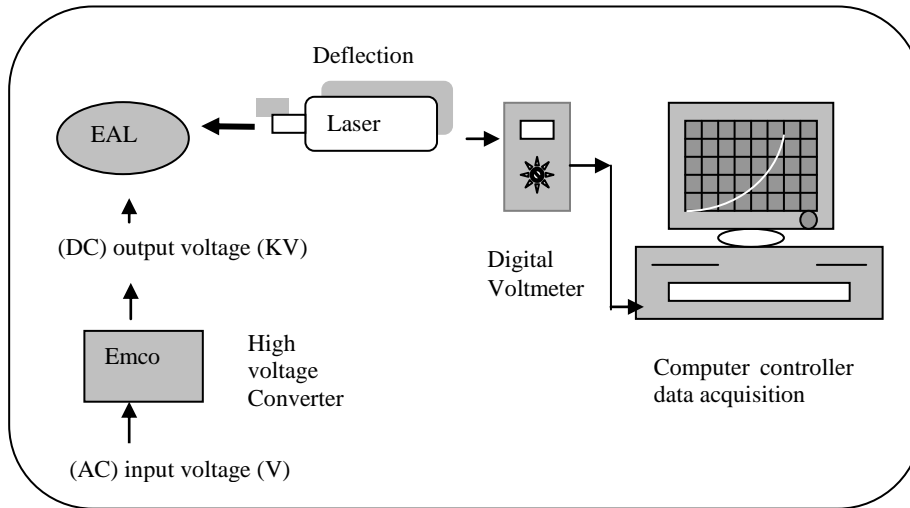 Deflection
EAL
Laser
(DC) output voltage (KV)
Digital
Voltmeter
Emco
High
voltage
Converter
Computer controller
data acquisition
(AC) input voltage (V)